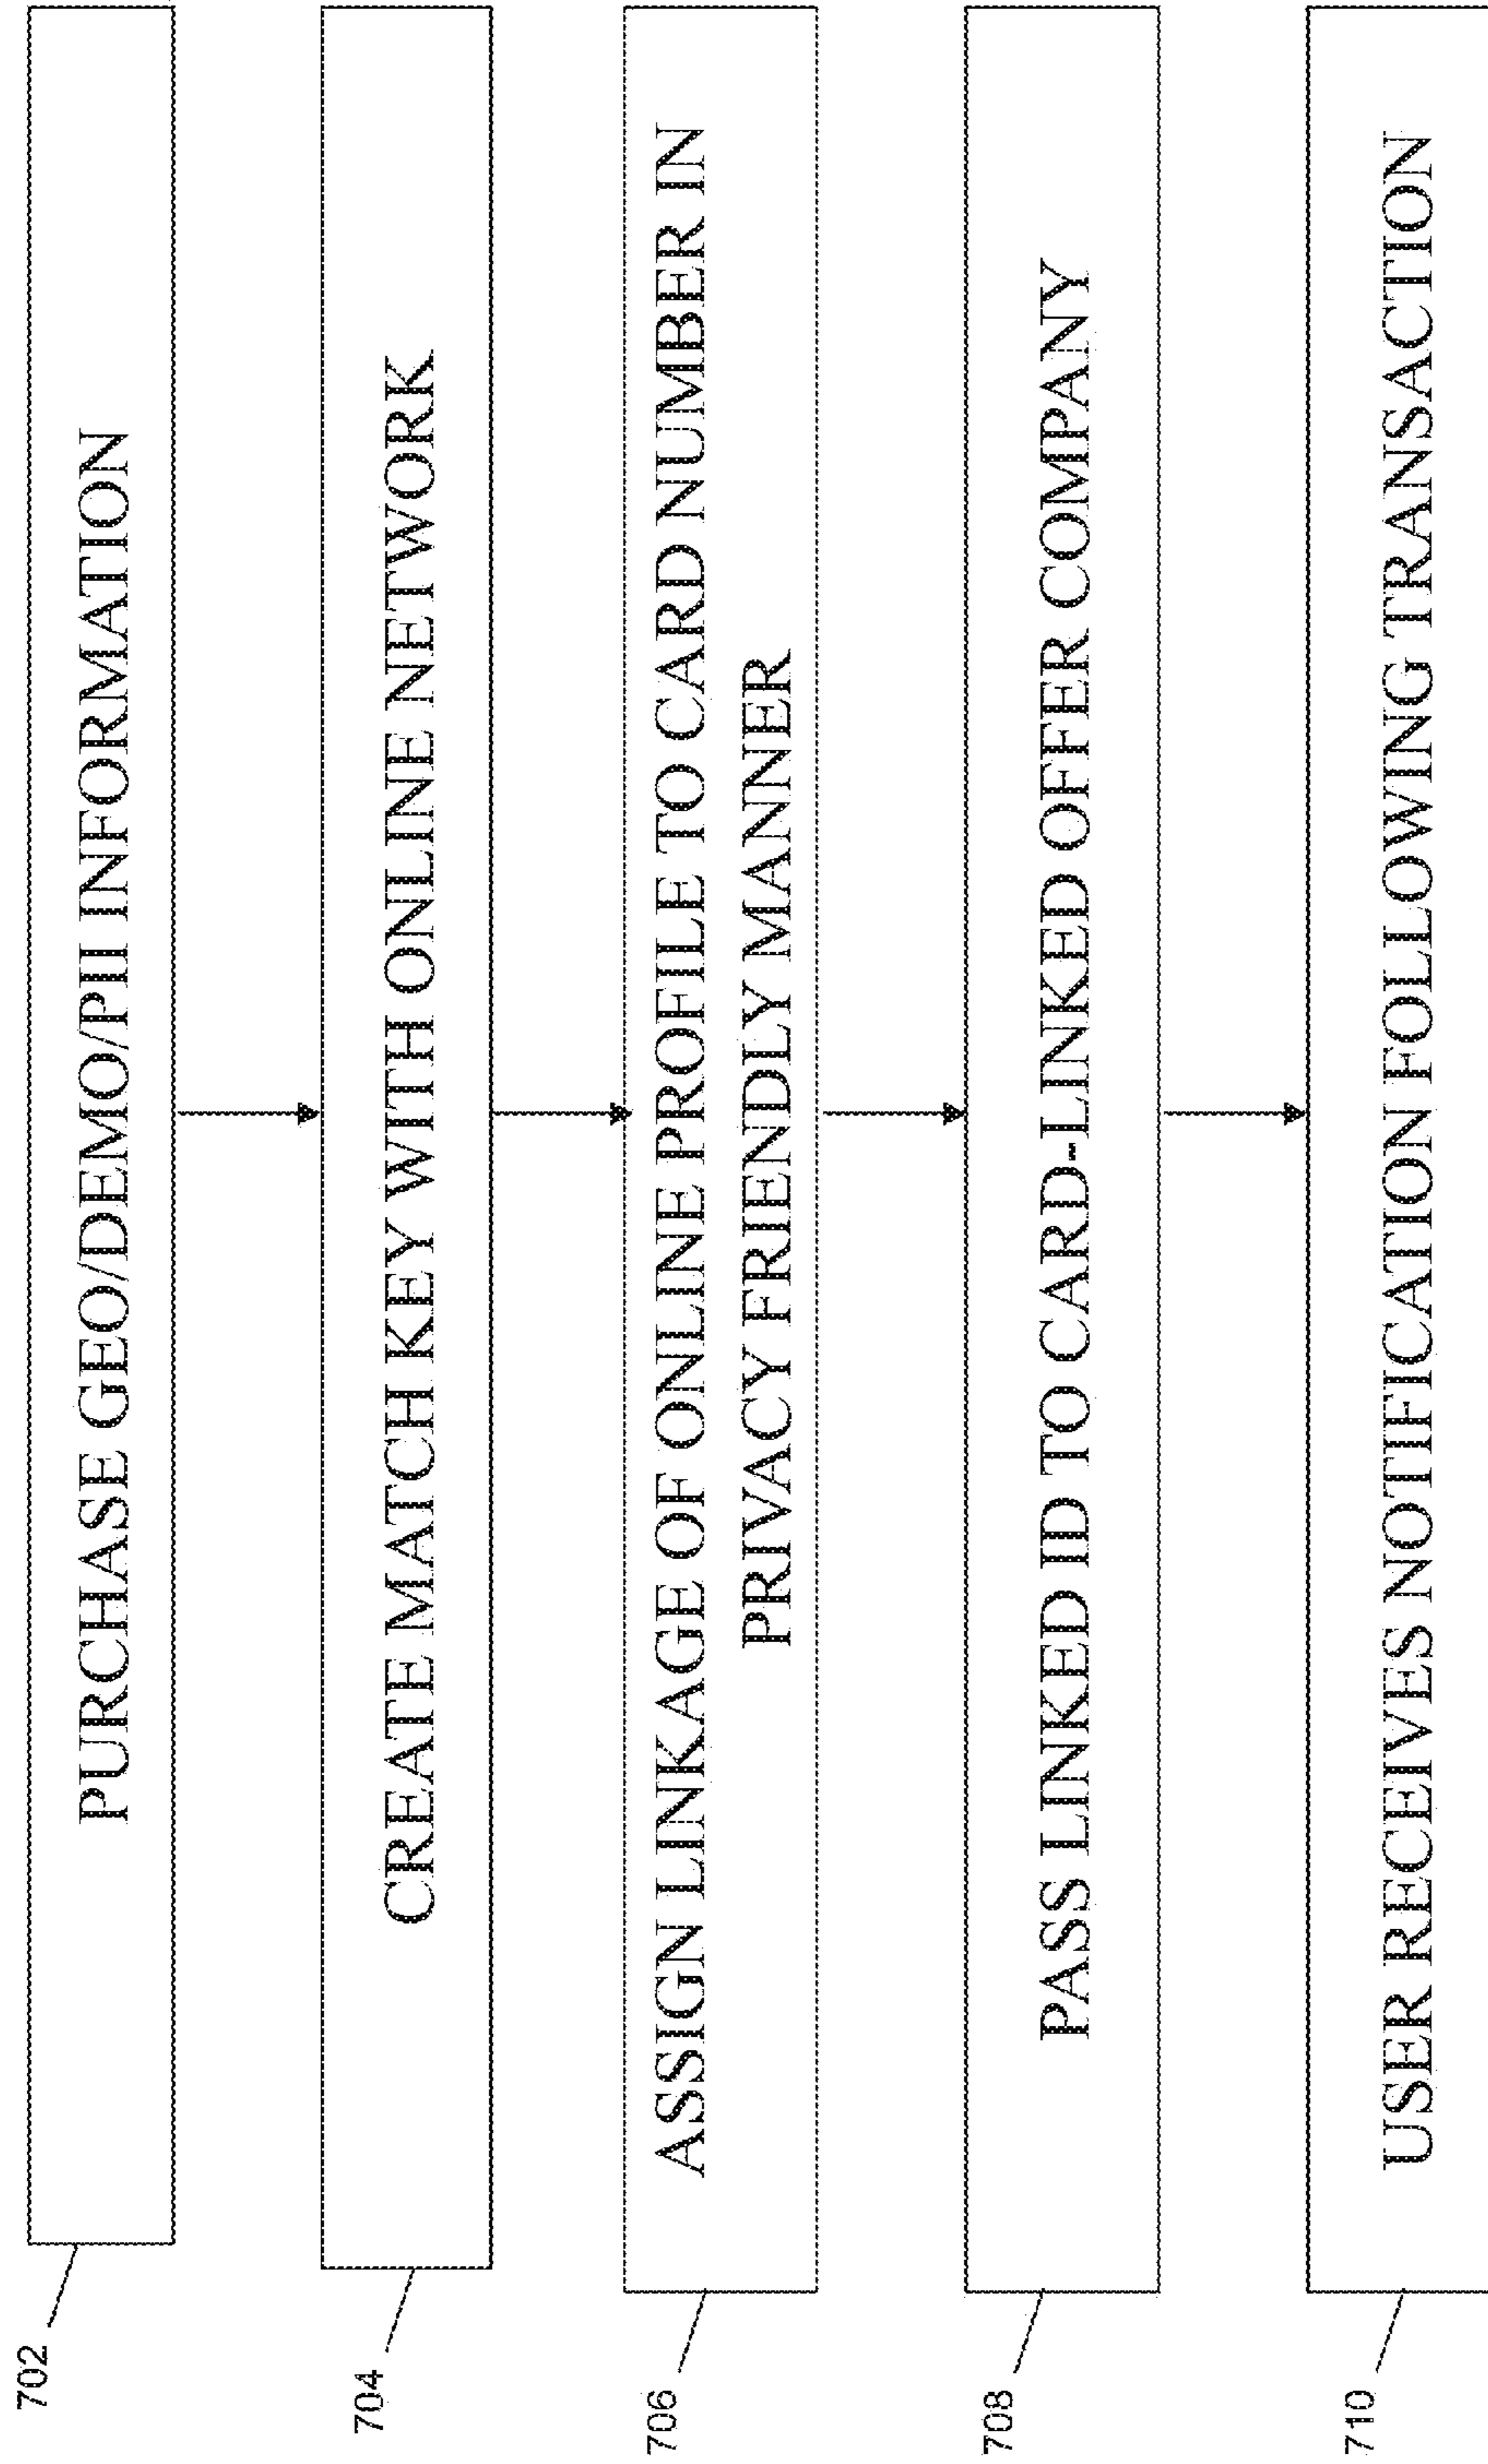 702
PURCHASE GEO/DEMO/PII INFORMATION
704
CREATE MATCH KEY WITH ONLINE NETWORK
706
ASSIGN LINKAGE OF ONLINE PROFILE TO CARD NUMBER IN
PRIVACY FRIENDLY MANNER
708
PASS LINKED ID TO CARD-LINKED OFFER COMPANY
710
USER RECEIVES NOTIFICATION FOLLOWING TRANSACTION